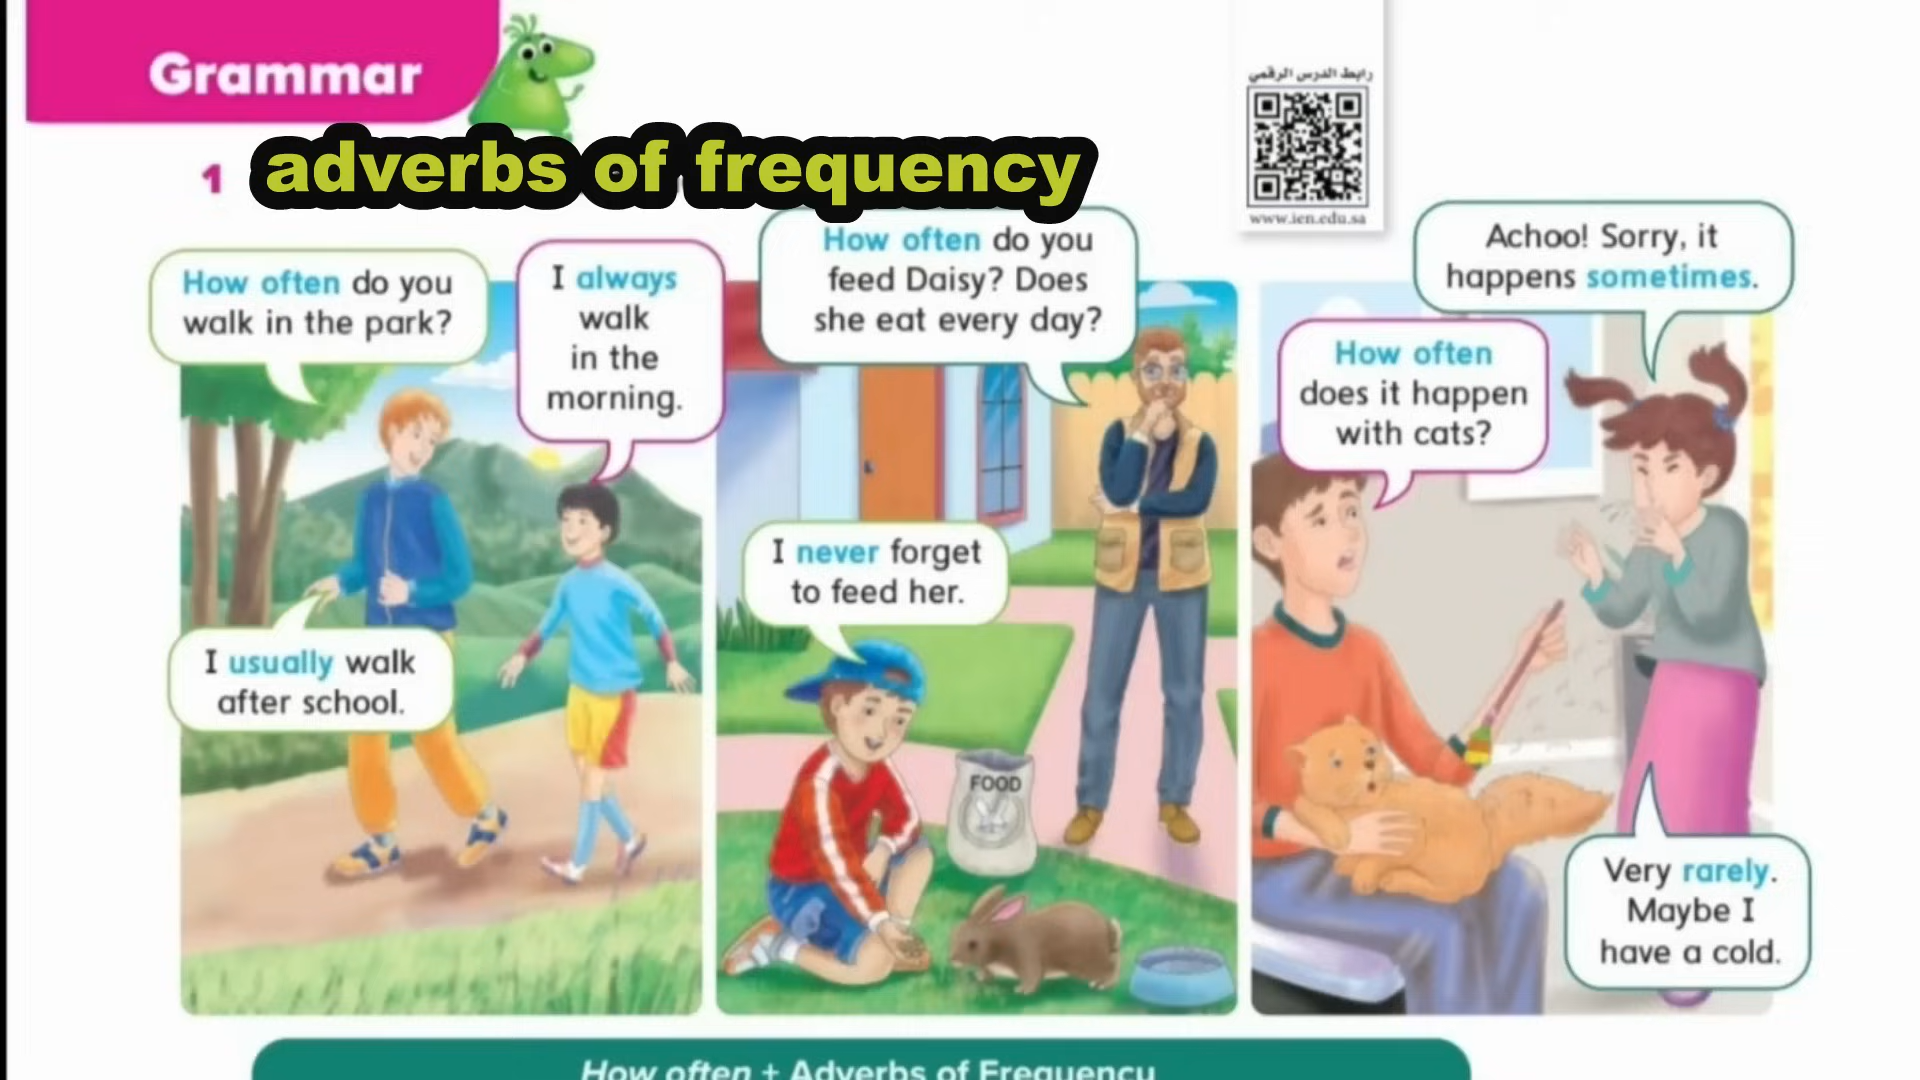 Grammar
رابط الدرس الرقمي
www.ien.edu.sa
1
adverbs of frequency
How often do you
walk in the park?
I always
walk
in the
morning.
I usually walk
after school.
How often do you
feed Daisy? Does
she eat every day?
I never forget
to feed her.
FOOD
Achoo! Sorry, it
happens sometimes.
How often
does it happen
with cats?
Very rarely.
Maybe I
have a cold.
How often + Adverbs of Frequency